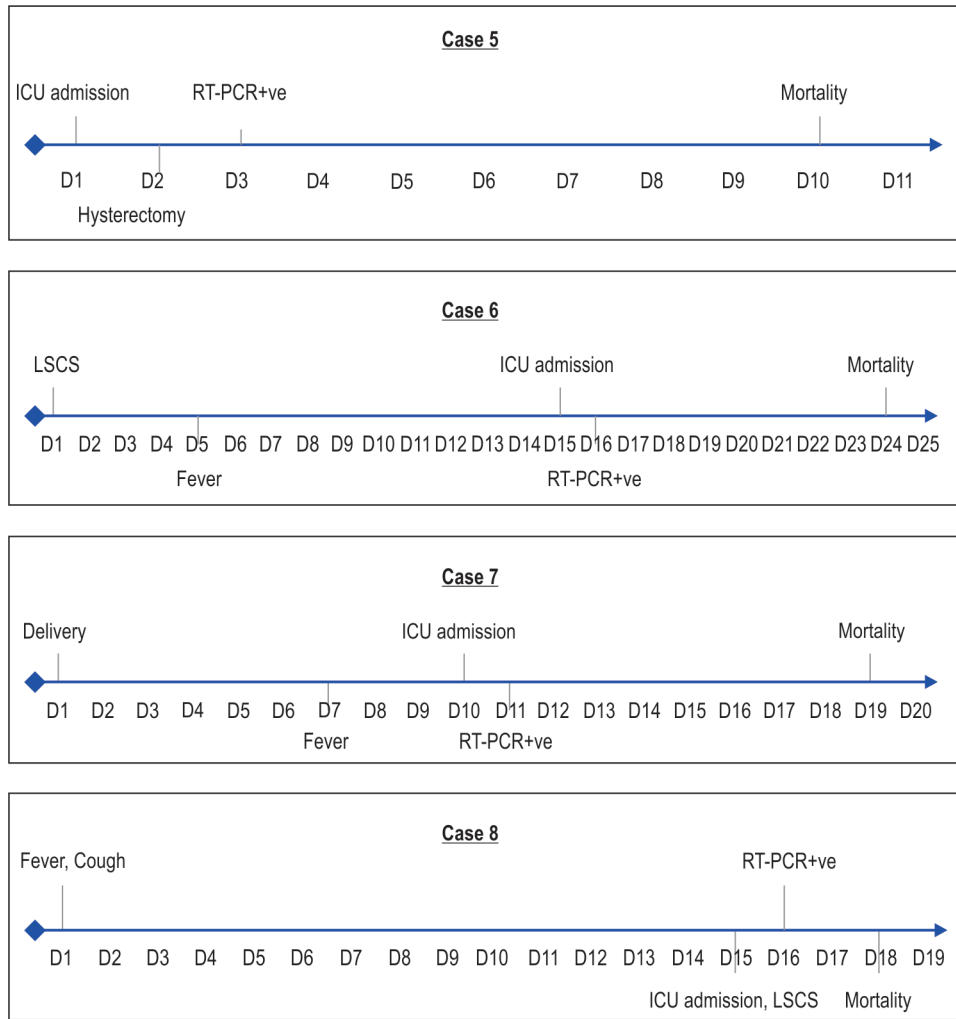 Case 5
ICU admission RT-PCR+ve Mortality
D1 D2 D3 D4 D5 D6 D7 D8 D9 D10 D11
Hysterectomy
Case 6
LSCS ICU admission Mortality
D1 D2 D3 D4 D5 D6 D7 D8 D9 D10 D11 D12 D13 D14 D15 D16 D17 D18 D19 D20 D21 D22 D23 D24 D25
Fever RT-PCR+ve
Case 7
Delivery ICU admission Mortality
D1 D2 D3 D4 D5 D6 D7 D8 D9 D10 D11 D12 D13 D14 D15 D16 D17 D18 D19 D20
Fever RT-PCR+ve
Case 8
Fever, Cough RT-PCR+ve
D1 D2 D3 D4 D5 D6 D7 D8 D9 D10 D11 D12 D13 D14 D15 D16 D17 D18 D19
ICU admission, LSCS Mortality